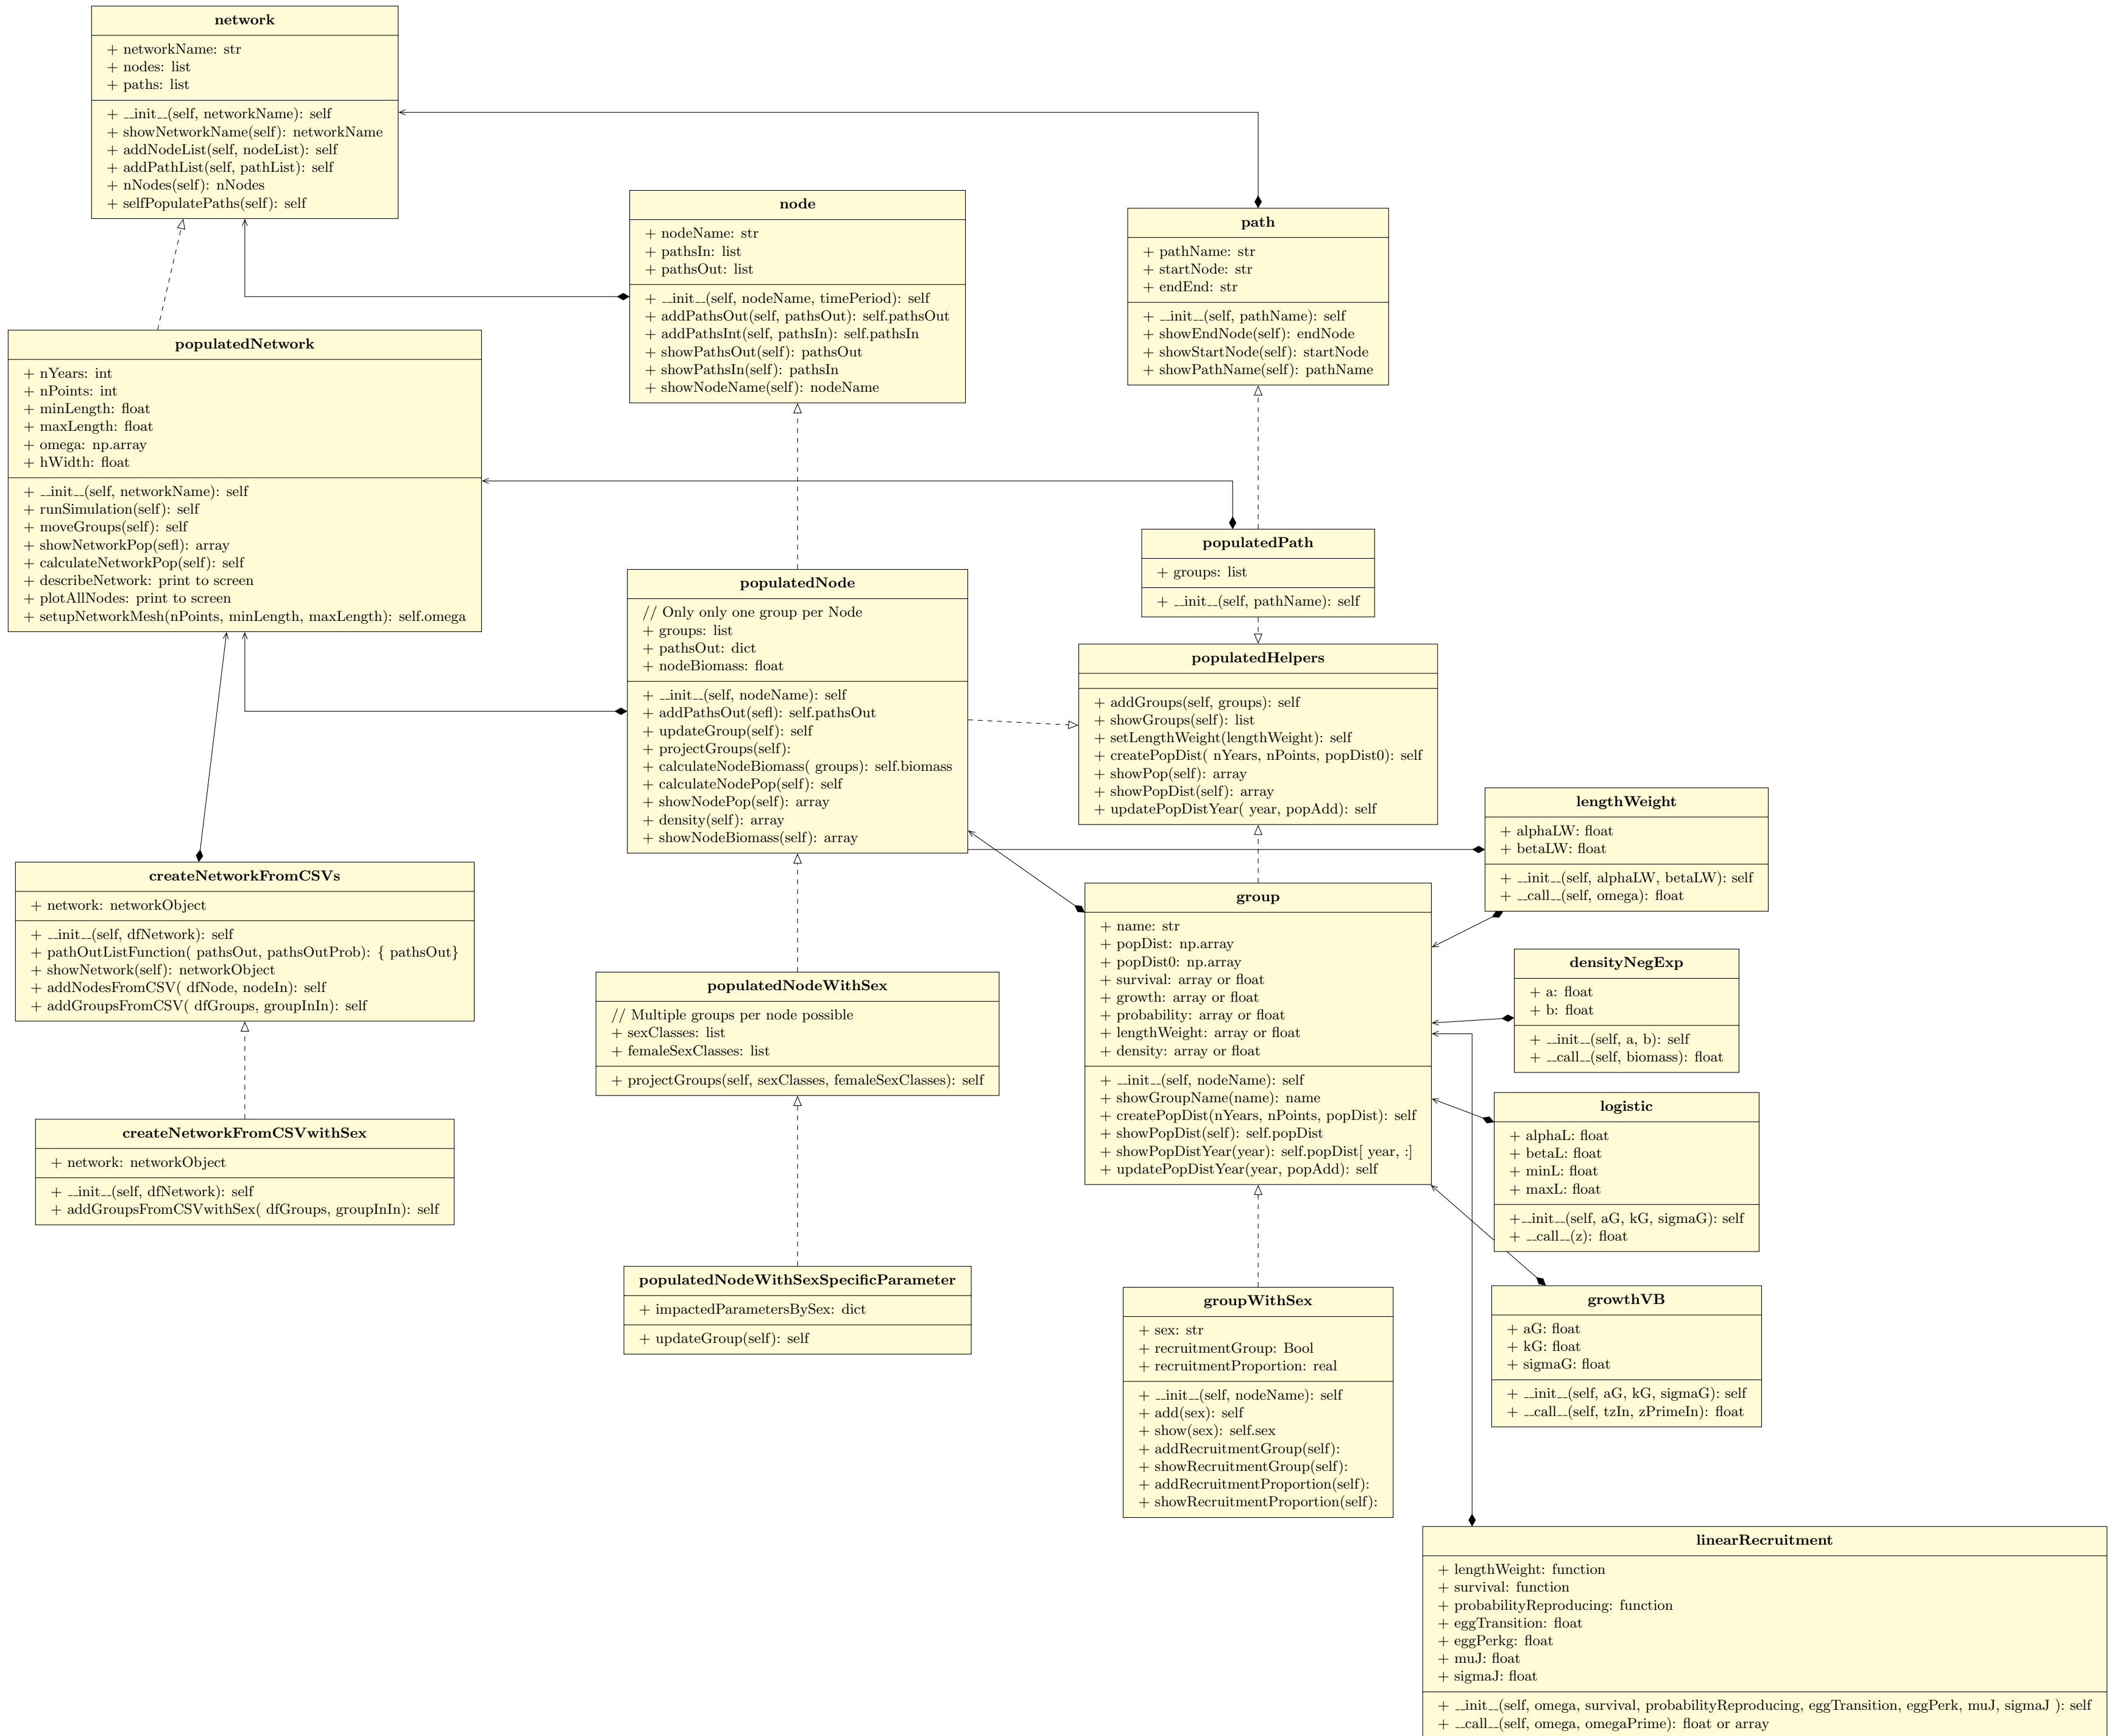 network
+ networkName: str
+ nodes: list
+ paths: list
+ __init__(self, networkName): self
+ showNetworkName(self): networkName
+ addNodeList(self, nodeList): self
+ addPathList(self, pathList): self
+ nNodes(self): nNodes
+ selfPopulatePaths(self): self
node
+ nodeName: str
+ pathsIn: list
+ pathsOut: list
+ __init__(self, nodeName, timePeriod): self
+ addPathsOut(self, pathsOut): self.pathsOut
+ addPathsInt(self, pathsIn): self.pathsIn
+ showPathsOut(self): pathsOut
+ showPathsIn(self): pathsIn
+ showNodeName(self): nodeName
path
+ pathName: str
+ startNode: str
+ endEnd: str
+ __init__(self, pathName): self
+ showEndNode(self): endNode
+ showStartNode(self): startNode
+ showPathName(self): pathName
populatedNetwork
+ nYears: int
+ nPoints: int
+ minLength: float
+ maxLength: float
+ omega: np.array
+ hWidth: float
+ __init__(self, networkName): self
+ runSimulation(self): self
+ moveGroups(self): self
+ showNetworkPop(sefl): array
+ calculateNetworkPop(self): self
+ describeNetwork: print to screen
+ plotAllNodes: print to screen
+ setupNetworkMesh(nPoints, minLength, maxLength): self.omega
populatedPath
+ groups: list
+ __init__(self, pathName): self
populatedNode
// Only only one group per Node
+ groups: list
+ pathsOut: dict
+ nodeBiomass: float
+ __init__(self, nodeName): self
+ addPathsOut(sefl): self.pathsOut
+ updateGroup(self): self
+ projectGroups(self):
+ calculateNodeBiomass( groups): self.biomass
+ calculateNodePop(self): self
+ showNodePop(self): array
+ density(self): array
+ showNodeBiomass(self): array
populatedHelpers
+ addGroups(self, groups): self
+ showGroups(self): list
+ setLengthWeight(lengthWeight): self
+ createPopDist( nYears, nPoints, popDist0): self
+ showPop(self): array
+ showPopDist(self): array
+ updatePopDistYear( year, popAdd): self
lengthWeight
+ alphaLW: float
+ betaLW: float
+ __init__(self, alphaLW, betaLW): self
+ __call__(self, omega): float
createNetworkFromCSVs
+ network: networkObject
+ __init__(self, dfNetwork): self
+ pathOutListFunction( pathsOut, pathsOutProb): { pathsOut}
+ showNetwork(self): networkObject
+ addNodesFromCSV( dfNode, nodeIn): self
+ addGroupsFromCSV( dfGroups, groupInIn): self
group
+ name: str
+ popDist: np.array
+ popDist0: np.array
+ survival: array or float
+ growth: array or float
+ probability: array or float
+ lengthWeight: array or float
+ density: array or float
+ __init__(self, nodeName): self
+ showGroupName(name): name
+ createPopDist(nYears, nPoints, popDist): self
+ showPopDist(self): self.popDist
+ showPopDistYear(year): self.popDist[ year, :]
+ updatePopDistYear(year, popAdd): self
densityNegExp
+ a: float
+ b: float
+ __init__(self, a, b): self
+ __call__(self, biomass): float
populatedNodeWithSex
// Multiple groups per node possible
+ sexClasses: list
+ femaleSexClasses: list
+ projectGroups(self, sexClasses, femaleSexClasses): self
logistic
+ alphaL: float
+ betaL: float
+ minL: float
+ maxL: float
+__init__(self, aG, kG, sigmaG): self
+ __call__(z): float
createNetworkFromCSVwithSex
+ network: networkObject
+ __init__(self, dfNetwork): self
+ addGroupsFromCSVwithSex( dfGroups, groupInIn): self
populatedNodeWithSexSpecificParameter
+ impactedParametersBySex: dict
+ updateGroup(self): self
groupWithSex
+ sex: str
+ recruitmentGroup: Bool
+ recruitmentProportion: real
+ __init__(self, nodeName): self
+ add(sex): self
+ show(sex): self.sex
+ addRecruitmentGroup(self):
+ showRecruitmentGroup(self):
+ addRecruitmentProportion(self):
+ showRecruitmentProportion(self):
growthVB
+ aG: float
+ kG: float
+ sigmaG: float
+ __init__(self, aG, kG, sigmaG): self
+ __call__(self, tzIn, zPrimeIn): float
linearRecruitment
+ lengthWeight: function
+ survival: function
+ probabilityReproducing: function
+ eggTransition: float
+ eggPerkg: float
+ muJ: float
+ sigmaJ: float
+ __init__(self, omega, survival, probabilityReproducing, eggTransition, eggPerk, muJ, sigmaJ ): self
+ __call__(self, omega, omegaPrime): float or array